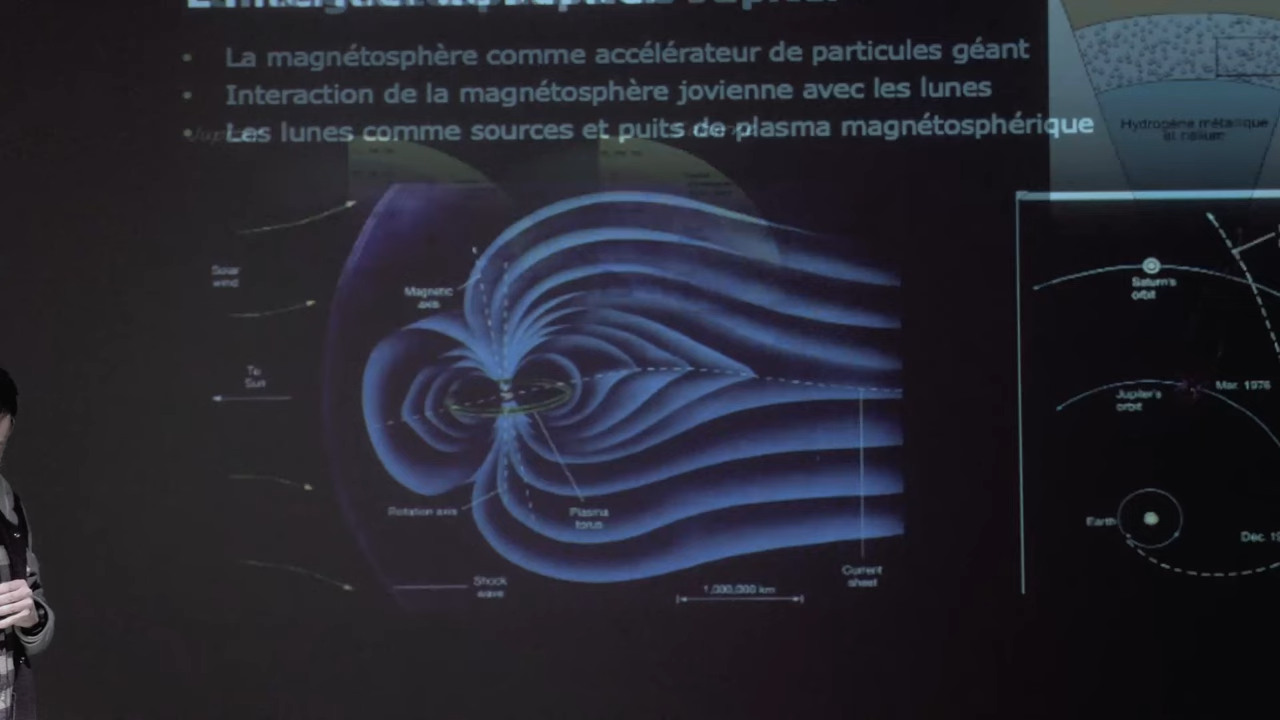 La magnétosphère comme accélérateur de particules géant
Interaction de la magnétosphère jovienne avec les lunes
Les lunes comme sources et puits de plasma magnétosphérique
Hydrogène métallique
et hélium
Solar
wind
Magnetic
axis
To
Sun
Rotation axis
Plasma
torus
Shock
wave
1,000,000 km
Current
sheet
Saturn's
orbit
Jupiter's
orbit
Mar. 1976
Earth
Dec.